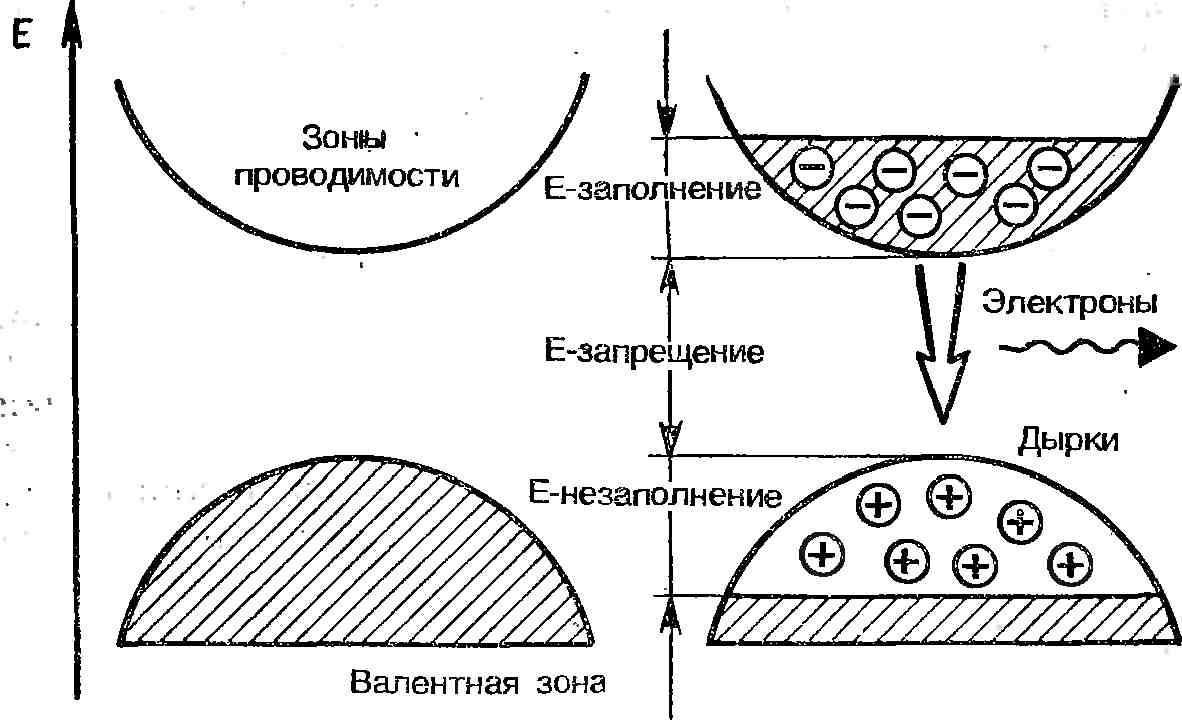 E
Зоны
проводимости
Е-заполнение
Электроны
Е-запрещение
Дырки
Е-незаполнение
Валентная зона